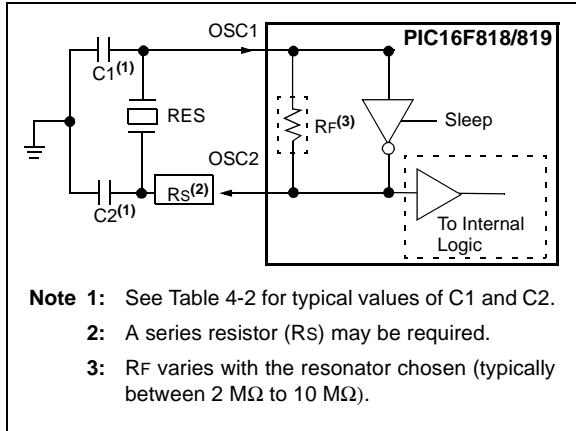 OSC1
PIC16F818/819
C1(1)
RES
RF(3)
Sleep
OSC2
C2(1)
RS(2)
To Internal
Logic
Note 1: See Table 4-2 for typical values of C1 and C2.
2: A series resistor (RS) may be required.
3: RF varies with the resonator chosen (typically
between 2 MΩ to 10 MΩ).